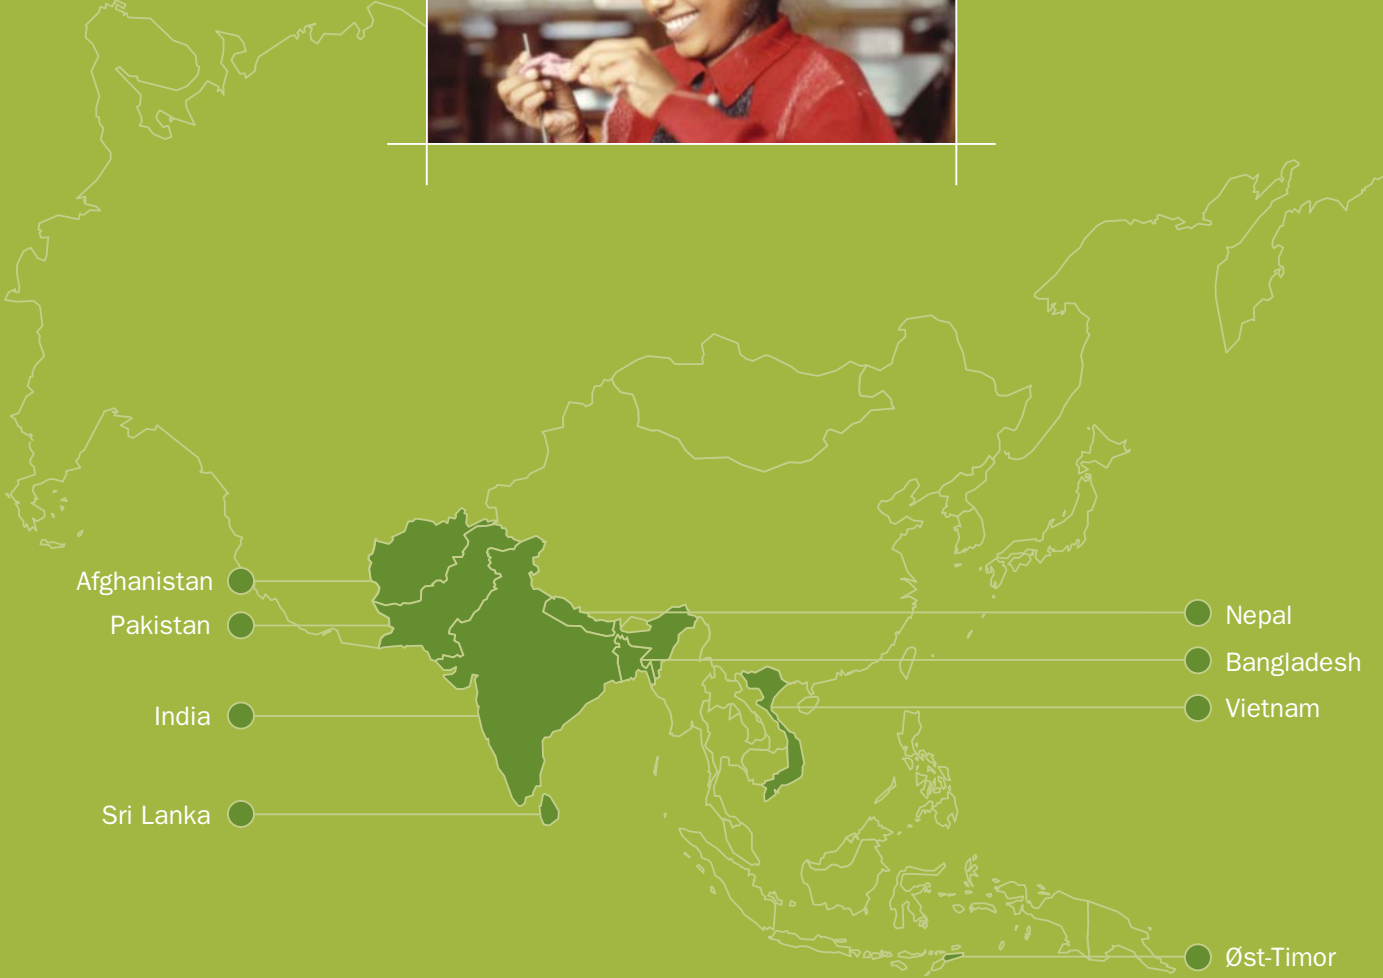 Afghanistan
Pakistan
India
Sri Lanka
Nepal
Bangladesh
Vietnam
Øst-Timor